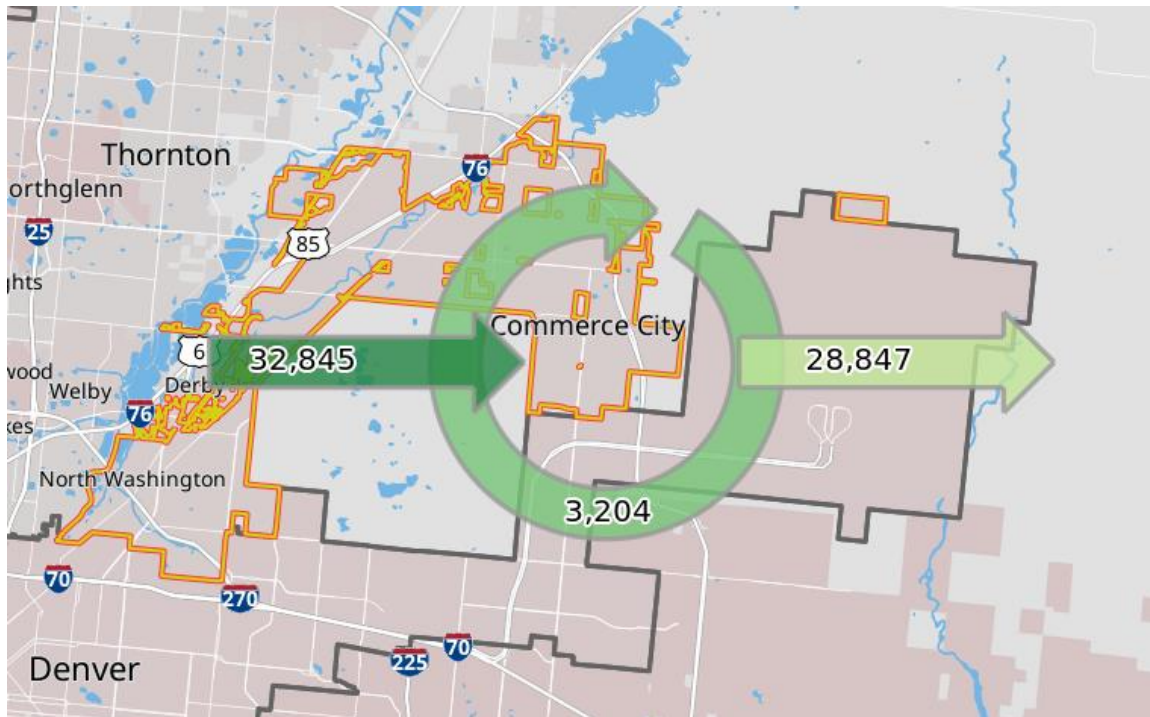 Thornton
orthglenn
76
25
85
ghts
Commerce City
6
32,845
28,847
wood
Welby
Derby
76
kes
North Washington
3,204
70
270
70
225
Denver